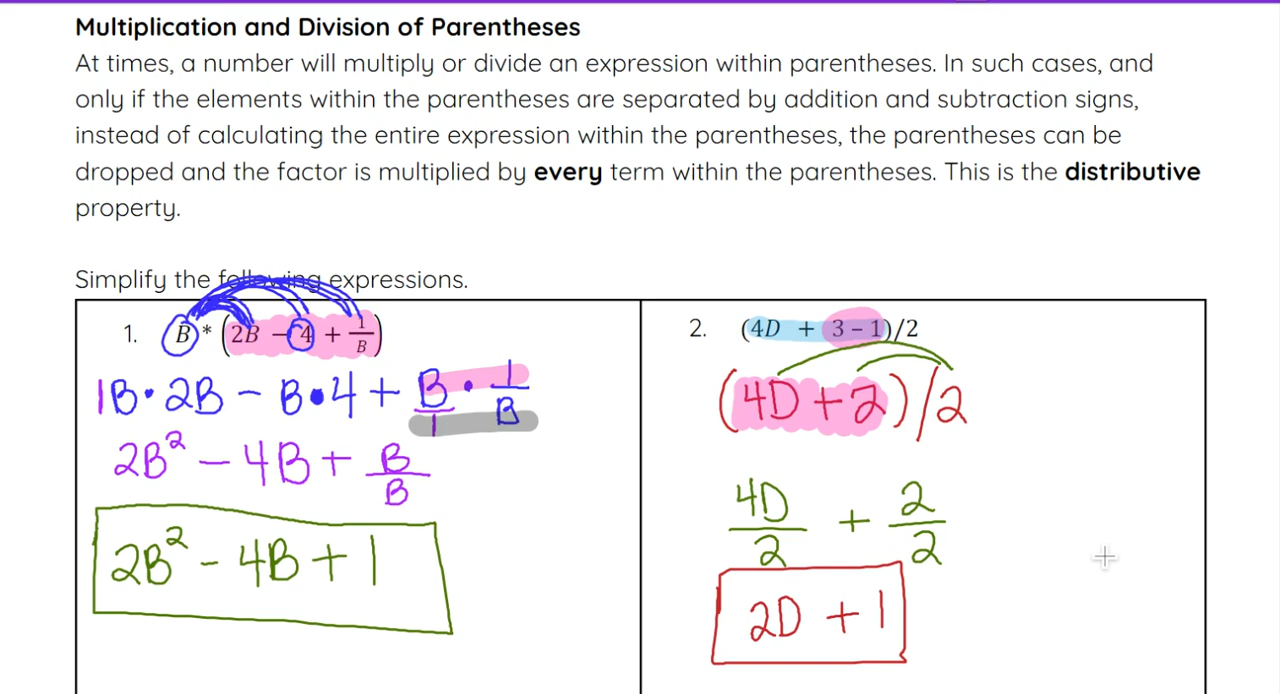 Multiplication and Division of Parentheses
At times, a number will multiply or divide an expression within parentheses. In such cases, and
only if the elements within the parentheses are separated by addition and subtraction signs,
instead of calculating the entire expression within the parentheses, the parentheses can be
dropped and the factor is multiplied by every term within the parentheses. This is the distributive
property.
Simplify the following expressions.
1. B * (2B − 4 + 1/B)
1B · 2B − B · 4 + B/1 · 1/B
2B² − 4B + B/B
2B² − 4B + 1
2. (4D + 3 − 1)/2
(4D + 2)/2
4D/2 + 2/2
2D + 1